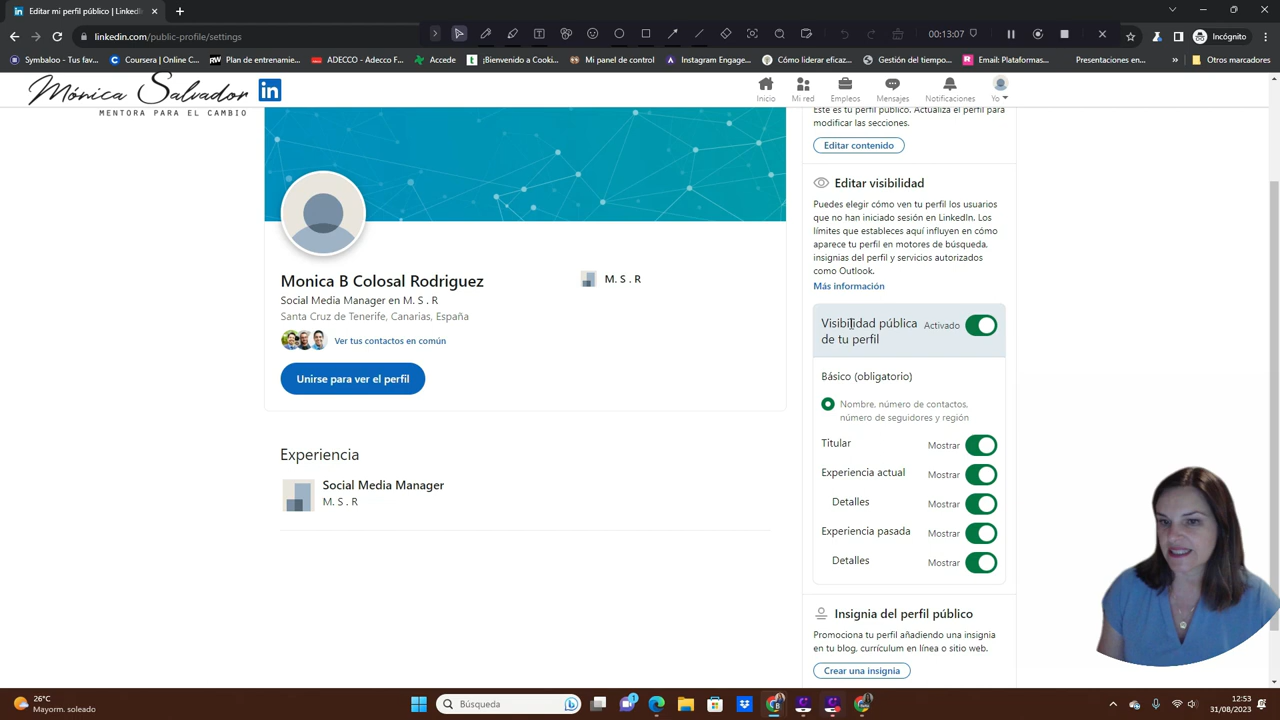 Editar mi perfil público | Linkedi
linkedin.com/public-profile/settings
00:13:07
Incógnito
Symbaloo - Tus fav...
Coursera | Online C...
Plan de entrenamie...
ADECCO - Adecco F...
Accede
¡Bienvenido a Cookl...
Mi panel de control
Instagram Engage...
Cómo liderar eficaz...
Gestión del tiempo...
Email: Plataformas...
»
Otros marcadores
Mónica Salvador
MENTORA PARA EL CAMBIO
in
Inicio
Mi red
Empleos
Mensajes
Notificaciones
Yo
Este es tu perfil público. Actualiza el perfil para
modificar las secciones.
Editar contenido
Editar visibilidad
Puedes elegir cómo ven tu perfil los usuarios
que no han iniciado sesión en LinkedIn. Los
límites que estableces aquí influyen en cómo
aparece tu perfil en motores de búsqueda,
insignias del perfil y servicios autorizados
como Outlook.
Más información
Monica B Colosal Rodriguez
Social Media Manager en M. S . R
Santa Cruz de Tenerife, Canarias, España
Ver tus contactos en común
Unirse para ver el perfil
M. S . R
Experiencia
Social Media Manager
M. S . R
Visibilidad pública
de tu perfil
Activado
Básico (obligatorio)
Nombre, número de contactos,
número de seguidores y región
Titular Mostrar
Experiencia actual Mostrar
Detalles Mostrar
Experiencia pasada Mostrar
Detalles Mostrar
Insignia del perfil público
Promociona tu perfil añadiendo una insignia
en tu blog, currículum en línea o sitio web.
Crear una insignia
26°C
Mayorm. soleado
Búsqueda
1
12:53
31/08/2023